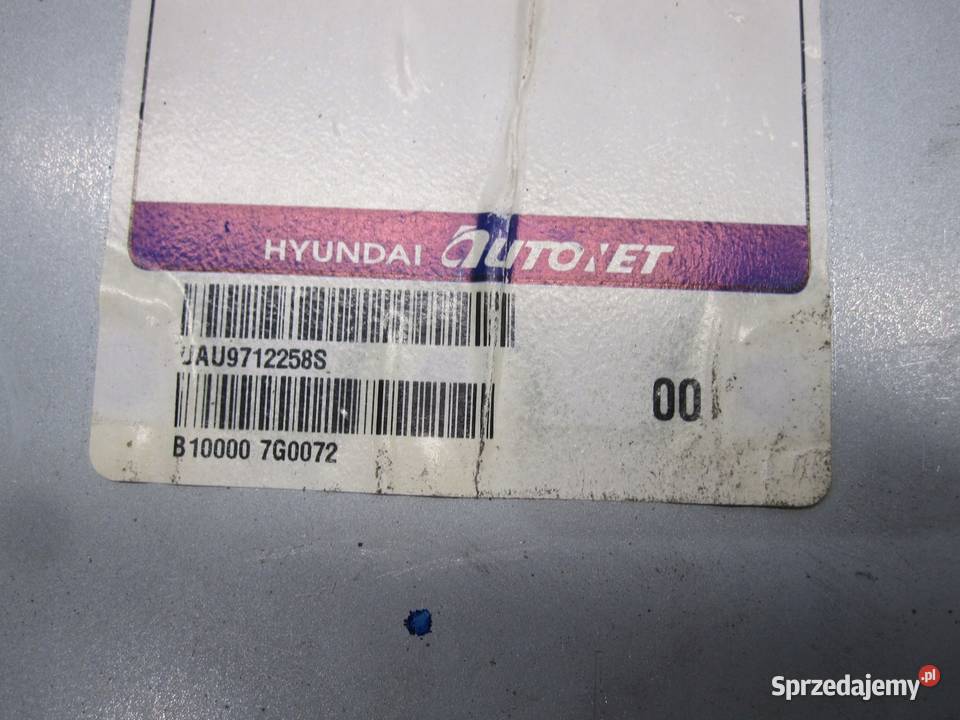 HYUNDAI AUTONET
UAU9712258S
00
B10000 7G0072
Sprzedajemy.pl